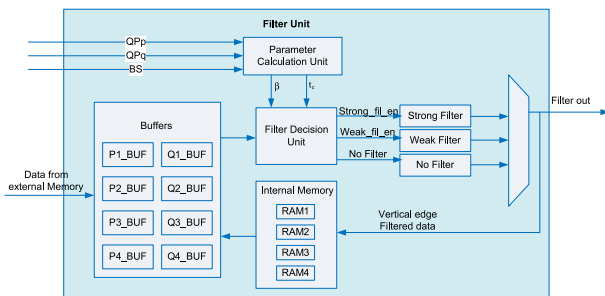 Filter Unit
QPp
QPq
BS
Parameter
Calculation Unit
β
t_c
Buffers
P1_BUF
Q1_BUF
P2_BUF
Q2_BUF
P3_BUF
Q3_BUF
P4_BUF
Q4_BUF
Data from
external Memory
Filter Decision
Unit
Strong_fil_en
Weak_fil_en
No Filter
Strong Filter
Weak Filter
No Filter
Filter out
Internal Memory
RAM1
RAM2
RAM3
RAM4
Vertical edge
Filtered data